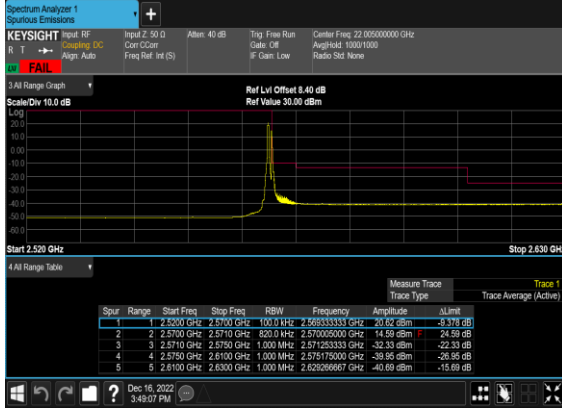 Spectrum Analyzer 1
Spurious Emissions
+
KEYSIGHT
R T
FAIL
Input: RF
Coupling: DC
Align: Auto
Input Z: 50 Ω
Corr CCorr
Freq Ref: Int (S)
Atten: 40 dB
Trig: Free Run
Gate: Off
IF Gain: Low
Center Freq: 22.005000000 GHz
Avg|Hold: 1000/1000
Radio Std: None
3 All Range Graph
Scale/Div 10.0 dB
Ref Lvl Offset 8.40 dB
Ref Value 30.00 dBm
Log
20.0
10.0
0.00
-10.0
-20.0
-30.0
-40.0
-50.0
-60.0
Start 2.520 GHz
Stop 2.630 GH
4 All Range Table
Measure Trace Trace 1
Trace Type Trace Average (Active)
Spur Range Start Freq Stop Freq RBW Frequency Amplitude ΔLimit
1 1 2.5200 GHz 2.5700 GHz 100.0 kHz 2.569333333 GHz 20.62 dBm -9.378 dB
2 2 2.5700 GHz 2.5710 GHz 820.0 kHz 2.570005000 GHz 14.59 dBm F 24.59 dB
3 3 2.5710 GHz 2.5750 GHz 1.000 MHz 2.571253333 GHz -32.33 dBm -22.33 dB
4 4 2.5750 GHz 2.6100 GHz 1.000 MHz 2.575175000 GHz -39.95 dBm -26.95 dB
5 5 2.6100 GHz 2.6300 GHz 1.000 MHz 2.629266667 GHz -40.69 dBm -15.69 dB
?
Dec 16, 2022
3:49:07 PM